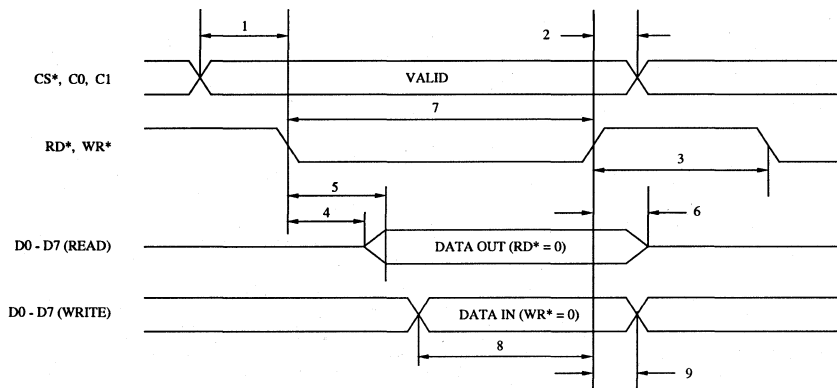 1
2
CS*, C0, C1
VALID
7
RD*, WR*
3
5
4
6
D0 - D7 (READ)
DATA OUT (RD* = 0)
D0 - D7 (WRITE)
DATA IN (WR* = 0)
8
9